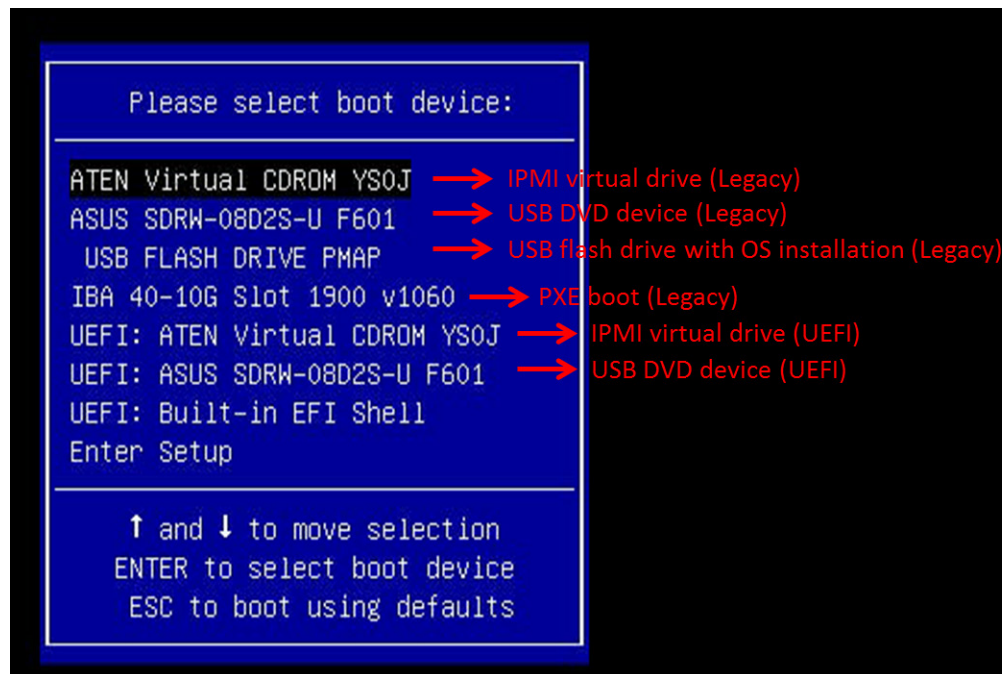 Please select boot device:
ATEN Virtual CDROM YS0J → IPMI virtual drive (Legacy)
ASUS SDRW-08D2S-U F601 → USB DVD device (Legacy)
USB FLASH DRIVE PMAP → USB flash drive with OS installation (Legacy)
IBA 40-10G Slot 1900 v1060 → PXE boot (Legacy)
UEFI: ATEN Virtual CDROM YS0J → IPMI virtual drive (UEFI)
UEFI: ASUS SDRW-08D2S-U F601 → USB DVD device (UEFI)
UEFI: Built-in EFI Shell
Enter Setup
↑ and ↓ to move selection
ENTER to select boot device
ESC to boot using defaults